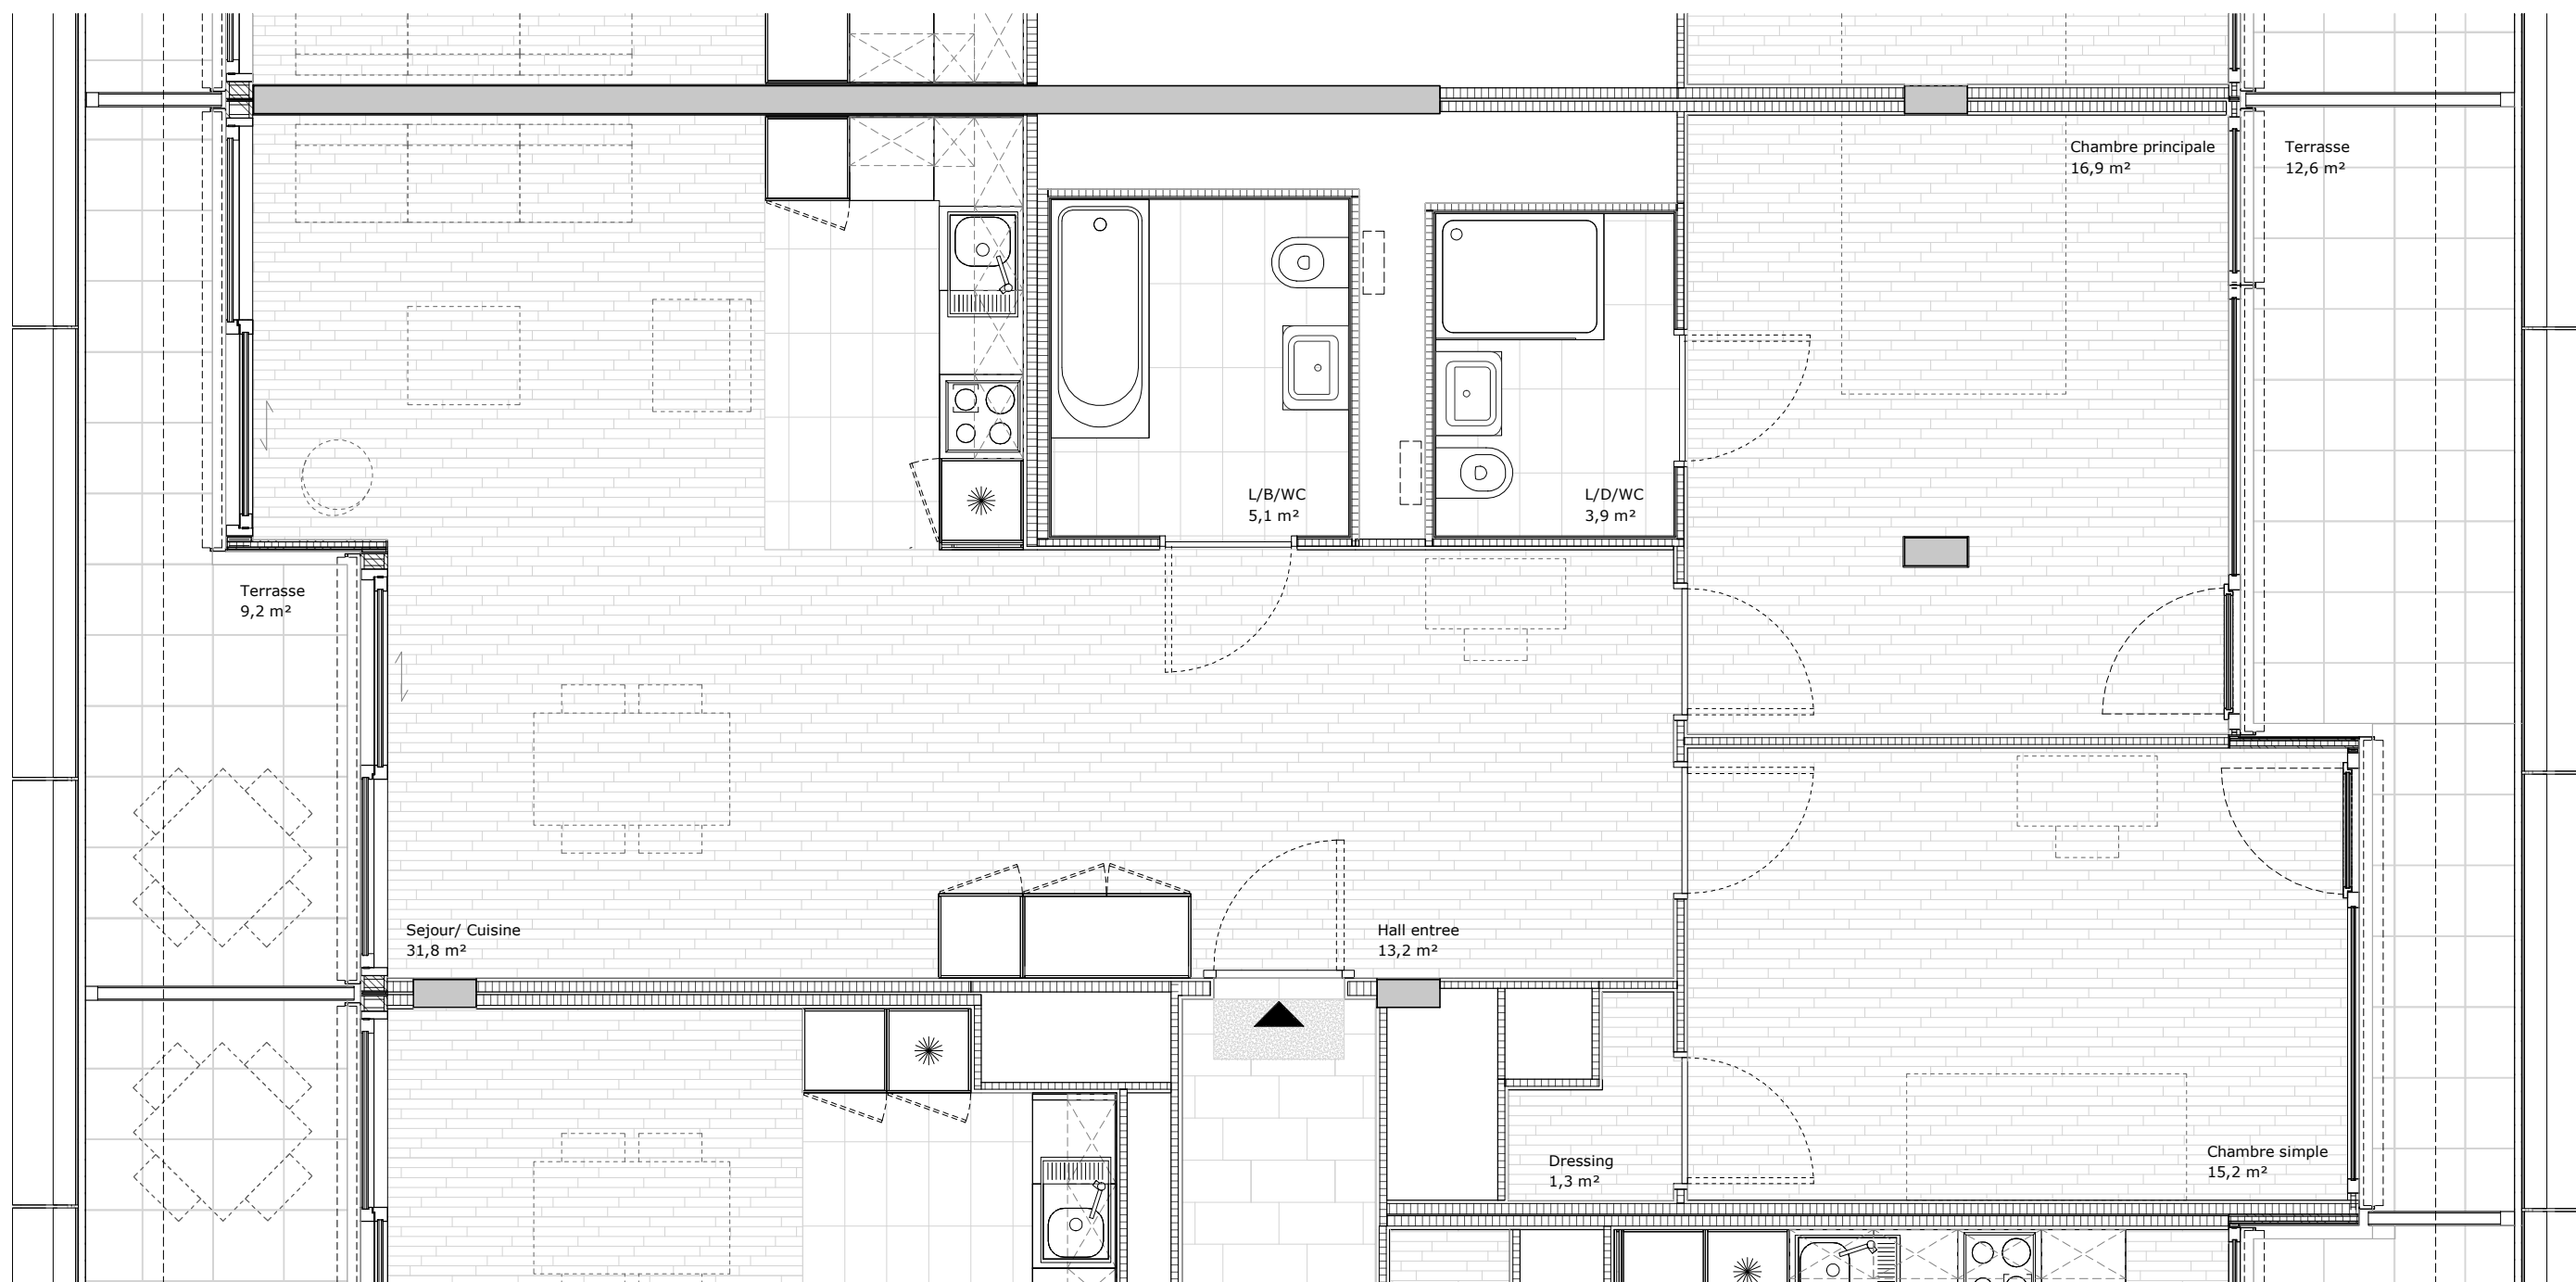 Chambre principale
16,9 m²
Terrasse
12,6 m²
L/B/WC
5,1 m²
L/D/WC
3,9 m²
Terrasse
9,2 m²
Sejour/ Cuisine
31,8 m²
Hall entree
13,2 m²
Dressing
1,3 m²
Chambre simple
15,2 m²